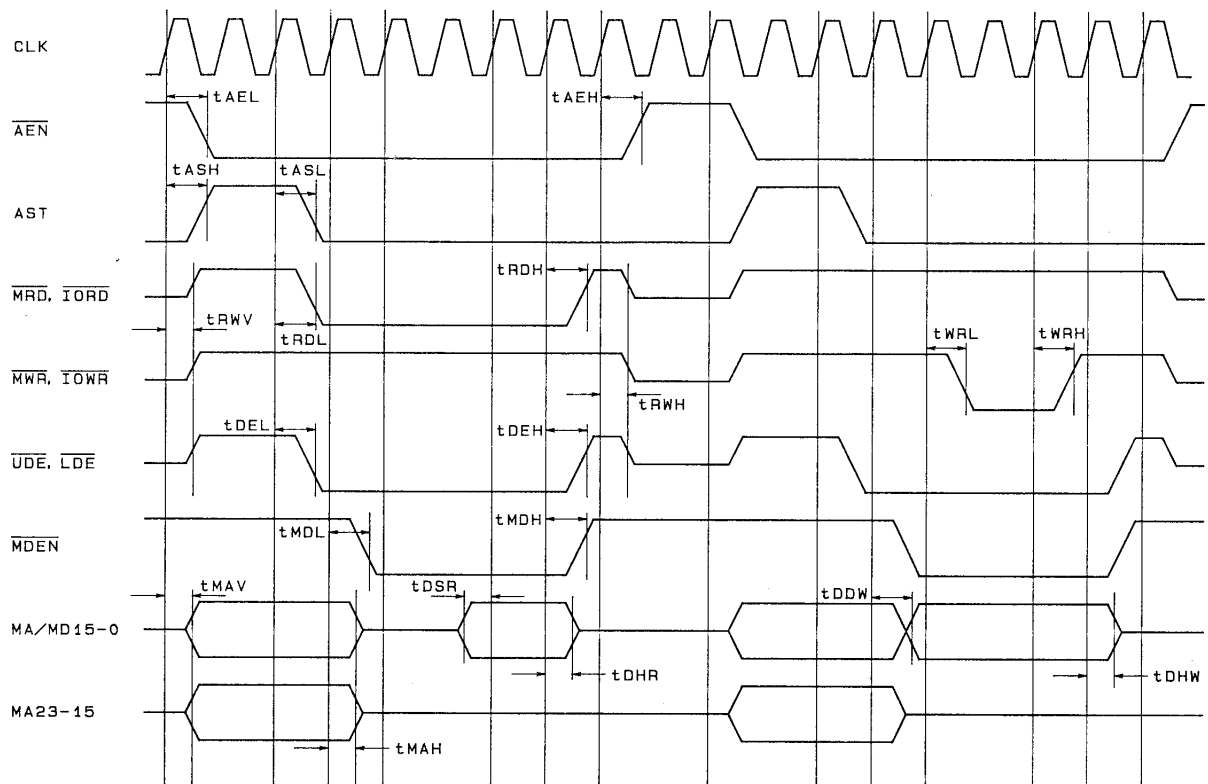 CLK
tAEL
tAEH
AEN
tASH
tASL
AST
tRDH
MRD, IORD
tRWV
tRDL
tWRL
tWRH
MWR, IOWR
tRWH
tDEL
tDEH
UDE, LDE
tMDL
tMDH
MDEN
tMAV
tDSR
tDDW
MA/MD15-0
tDHR
tDHW
MA23-15
tMAH